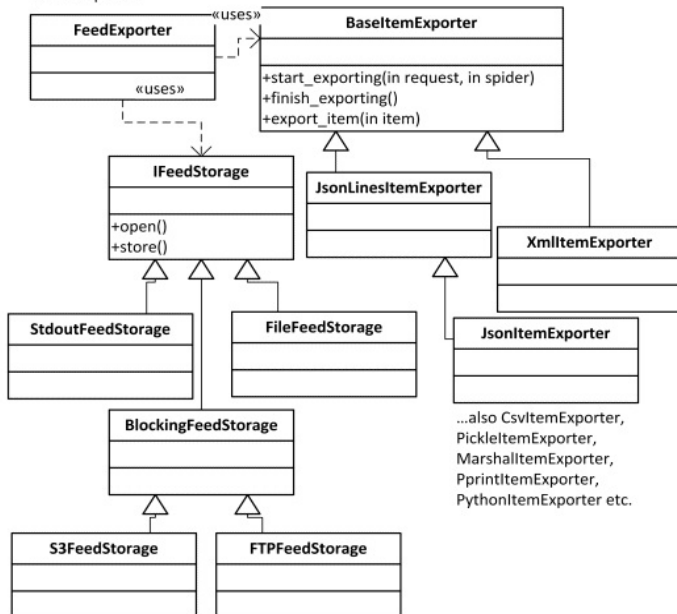 «uses»
FeedExporter
BaseItemExporter
«uses»
+start_exporting(in request, in spider)
+finish_exporting()
+export_item(in item)
IFeedStorage
+open()
+store()
JsonLinesItemExporter
XmlItemExporter
StdoutFeedStorage
FileFeedStorage
JsonItemExporter
BlockingFeedStorage
...also CsvItemExporter,
PickleItemExporter,
MarshalItemExporter,
PprintItemExporter,
PythonItemExporter etc.
S3FeedStorage
FTPFeedStorage